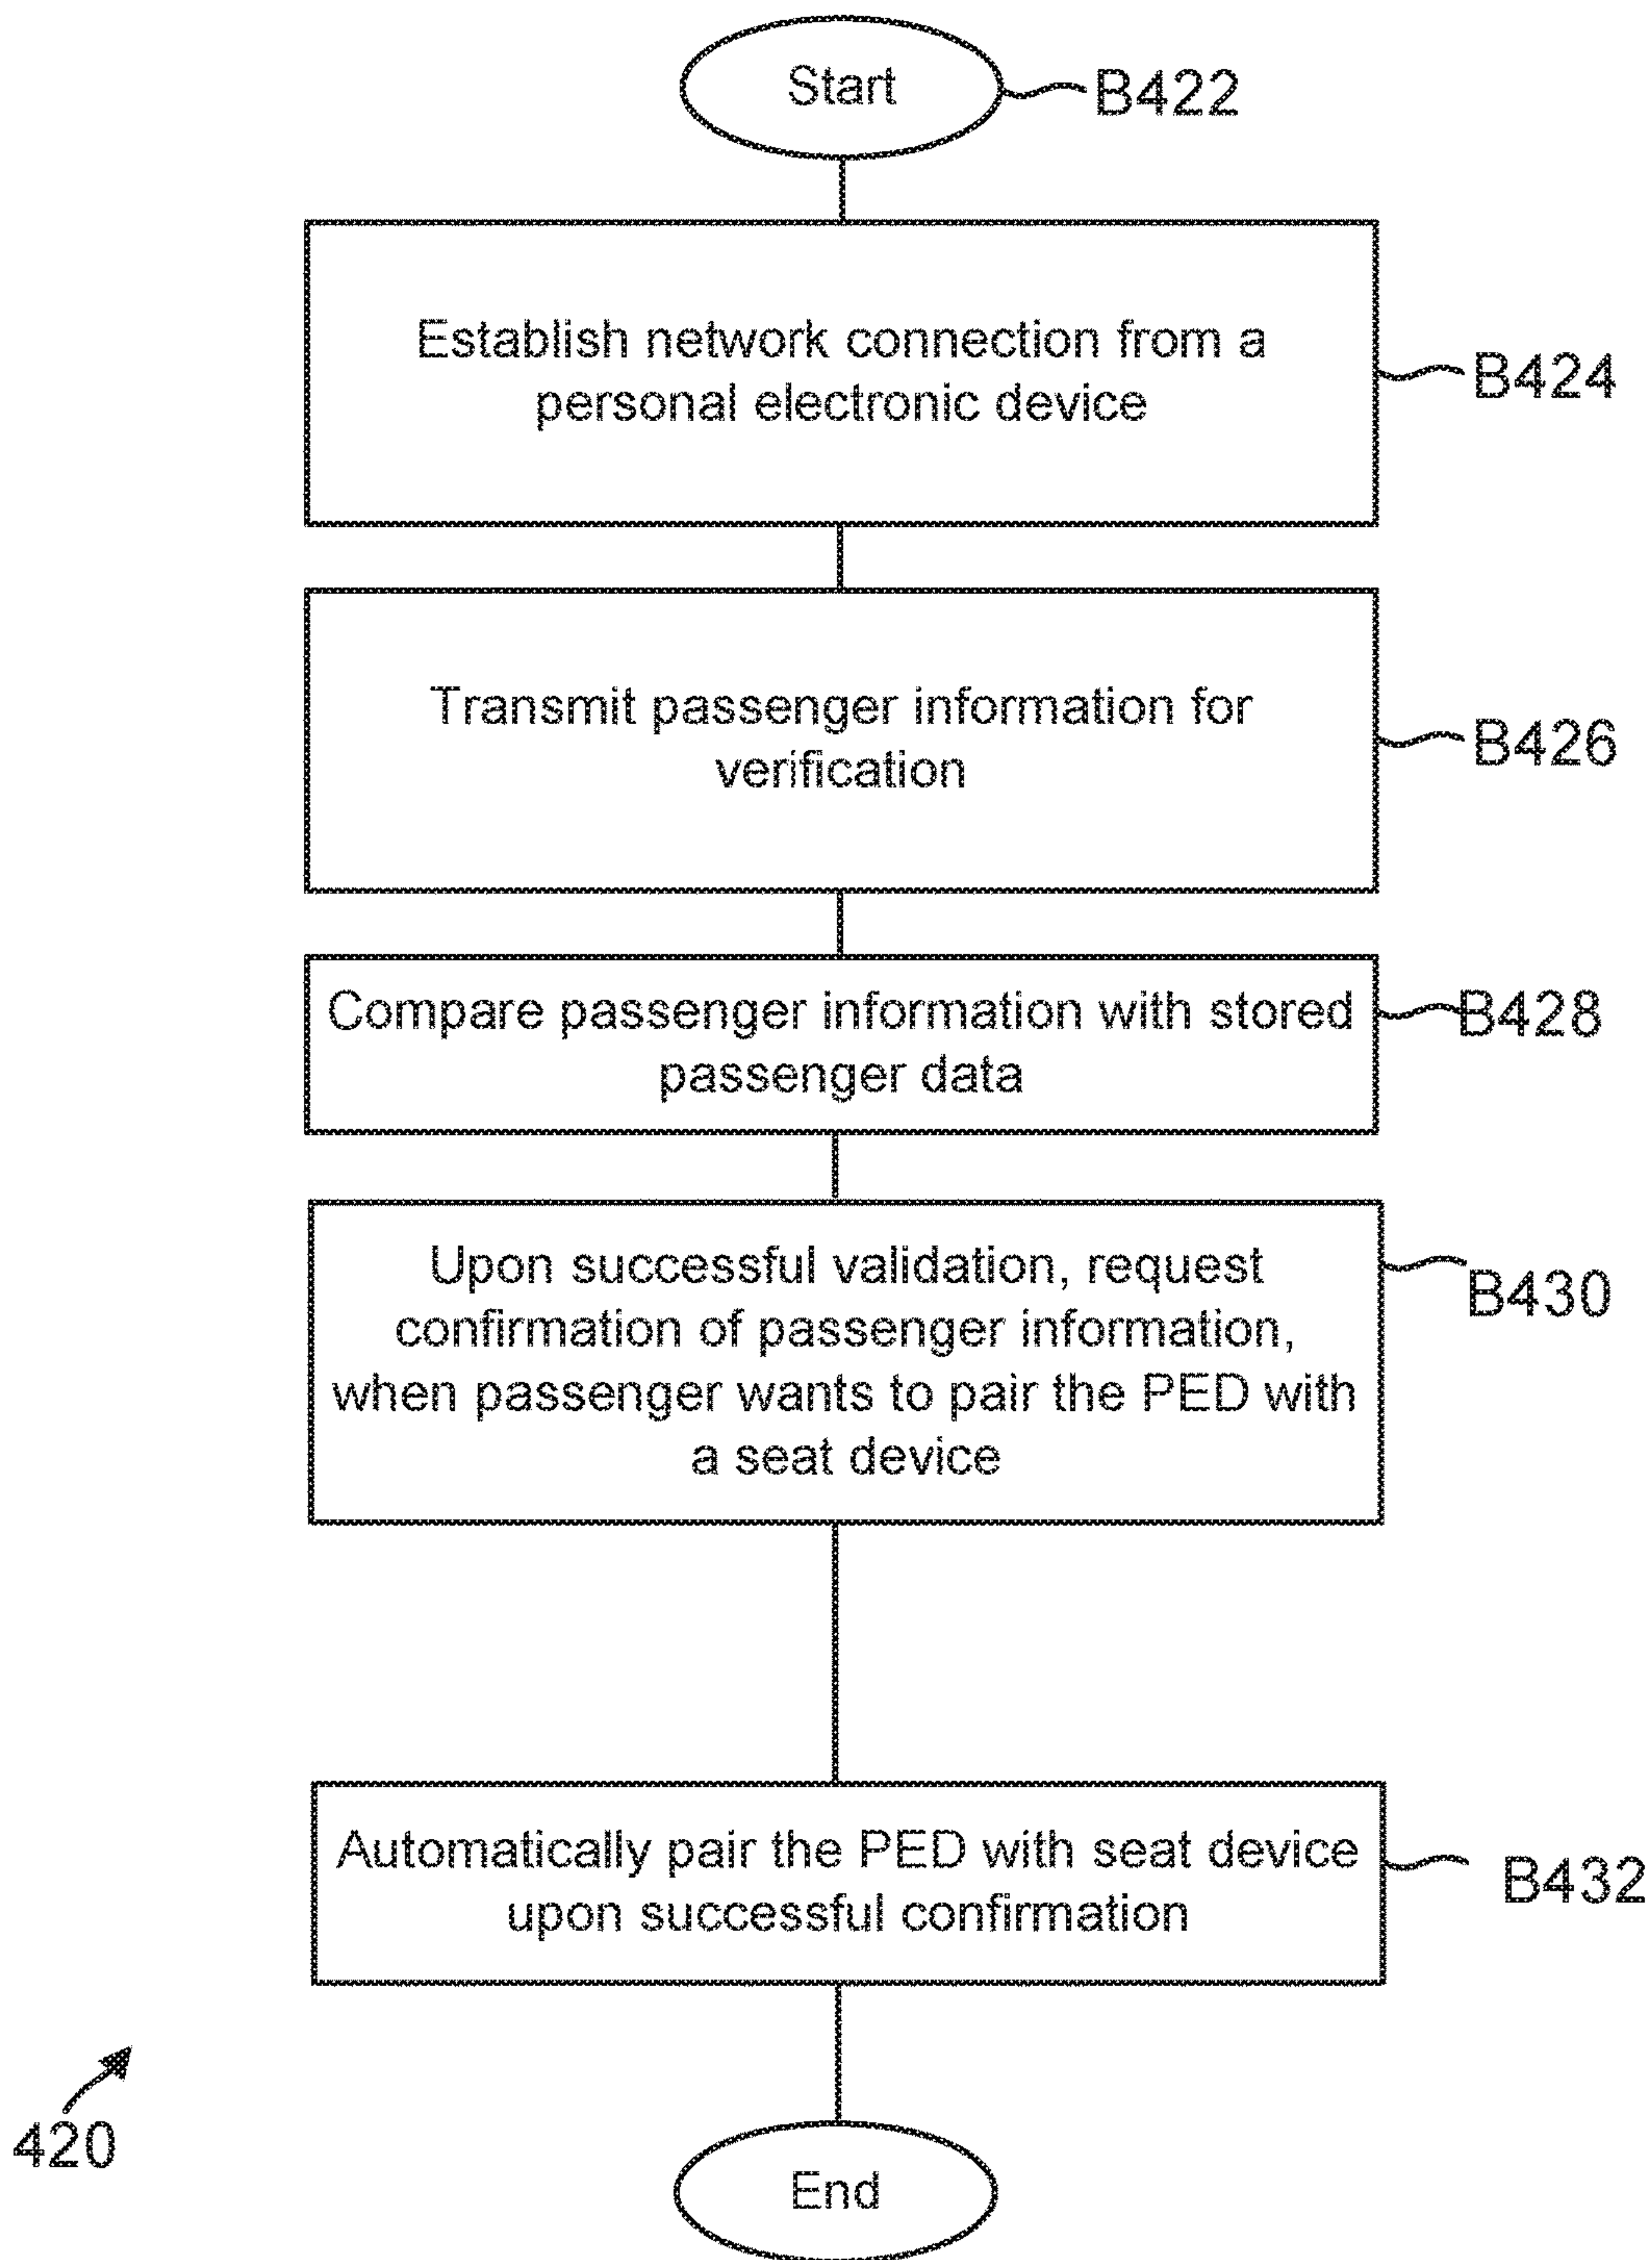 Start
B422
Establish network connection from a
personal electronic device
B424
Transmit passenger information for
verification
B426
Compare passenger information with stored
passenger data
B428
Upon successful validation, request
confirmation of passenger information,
when passenger wants to pair the PED with
a seat device
B430
Automatically pair the PED with seat device
upon successful confirmation
B432
420
End